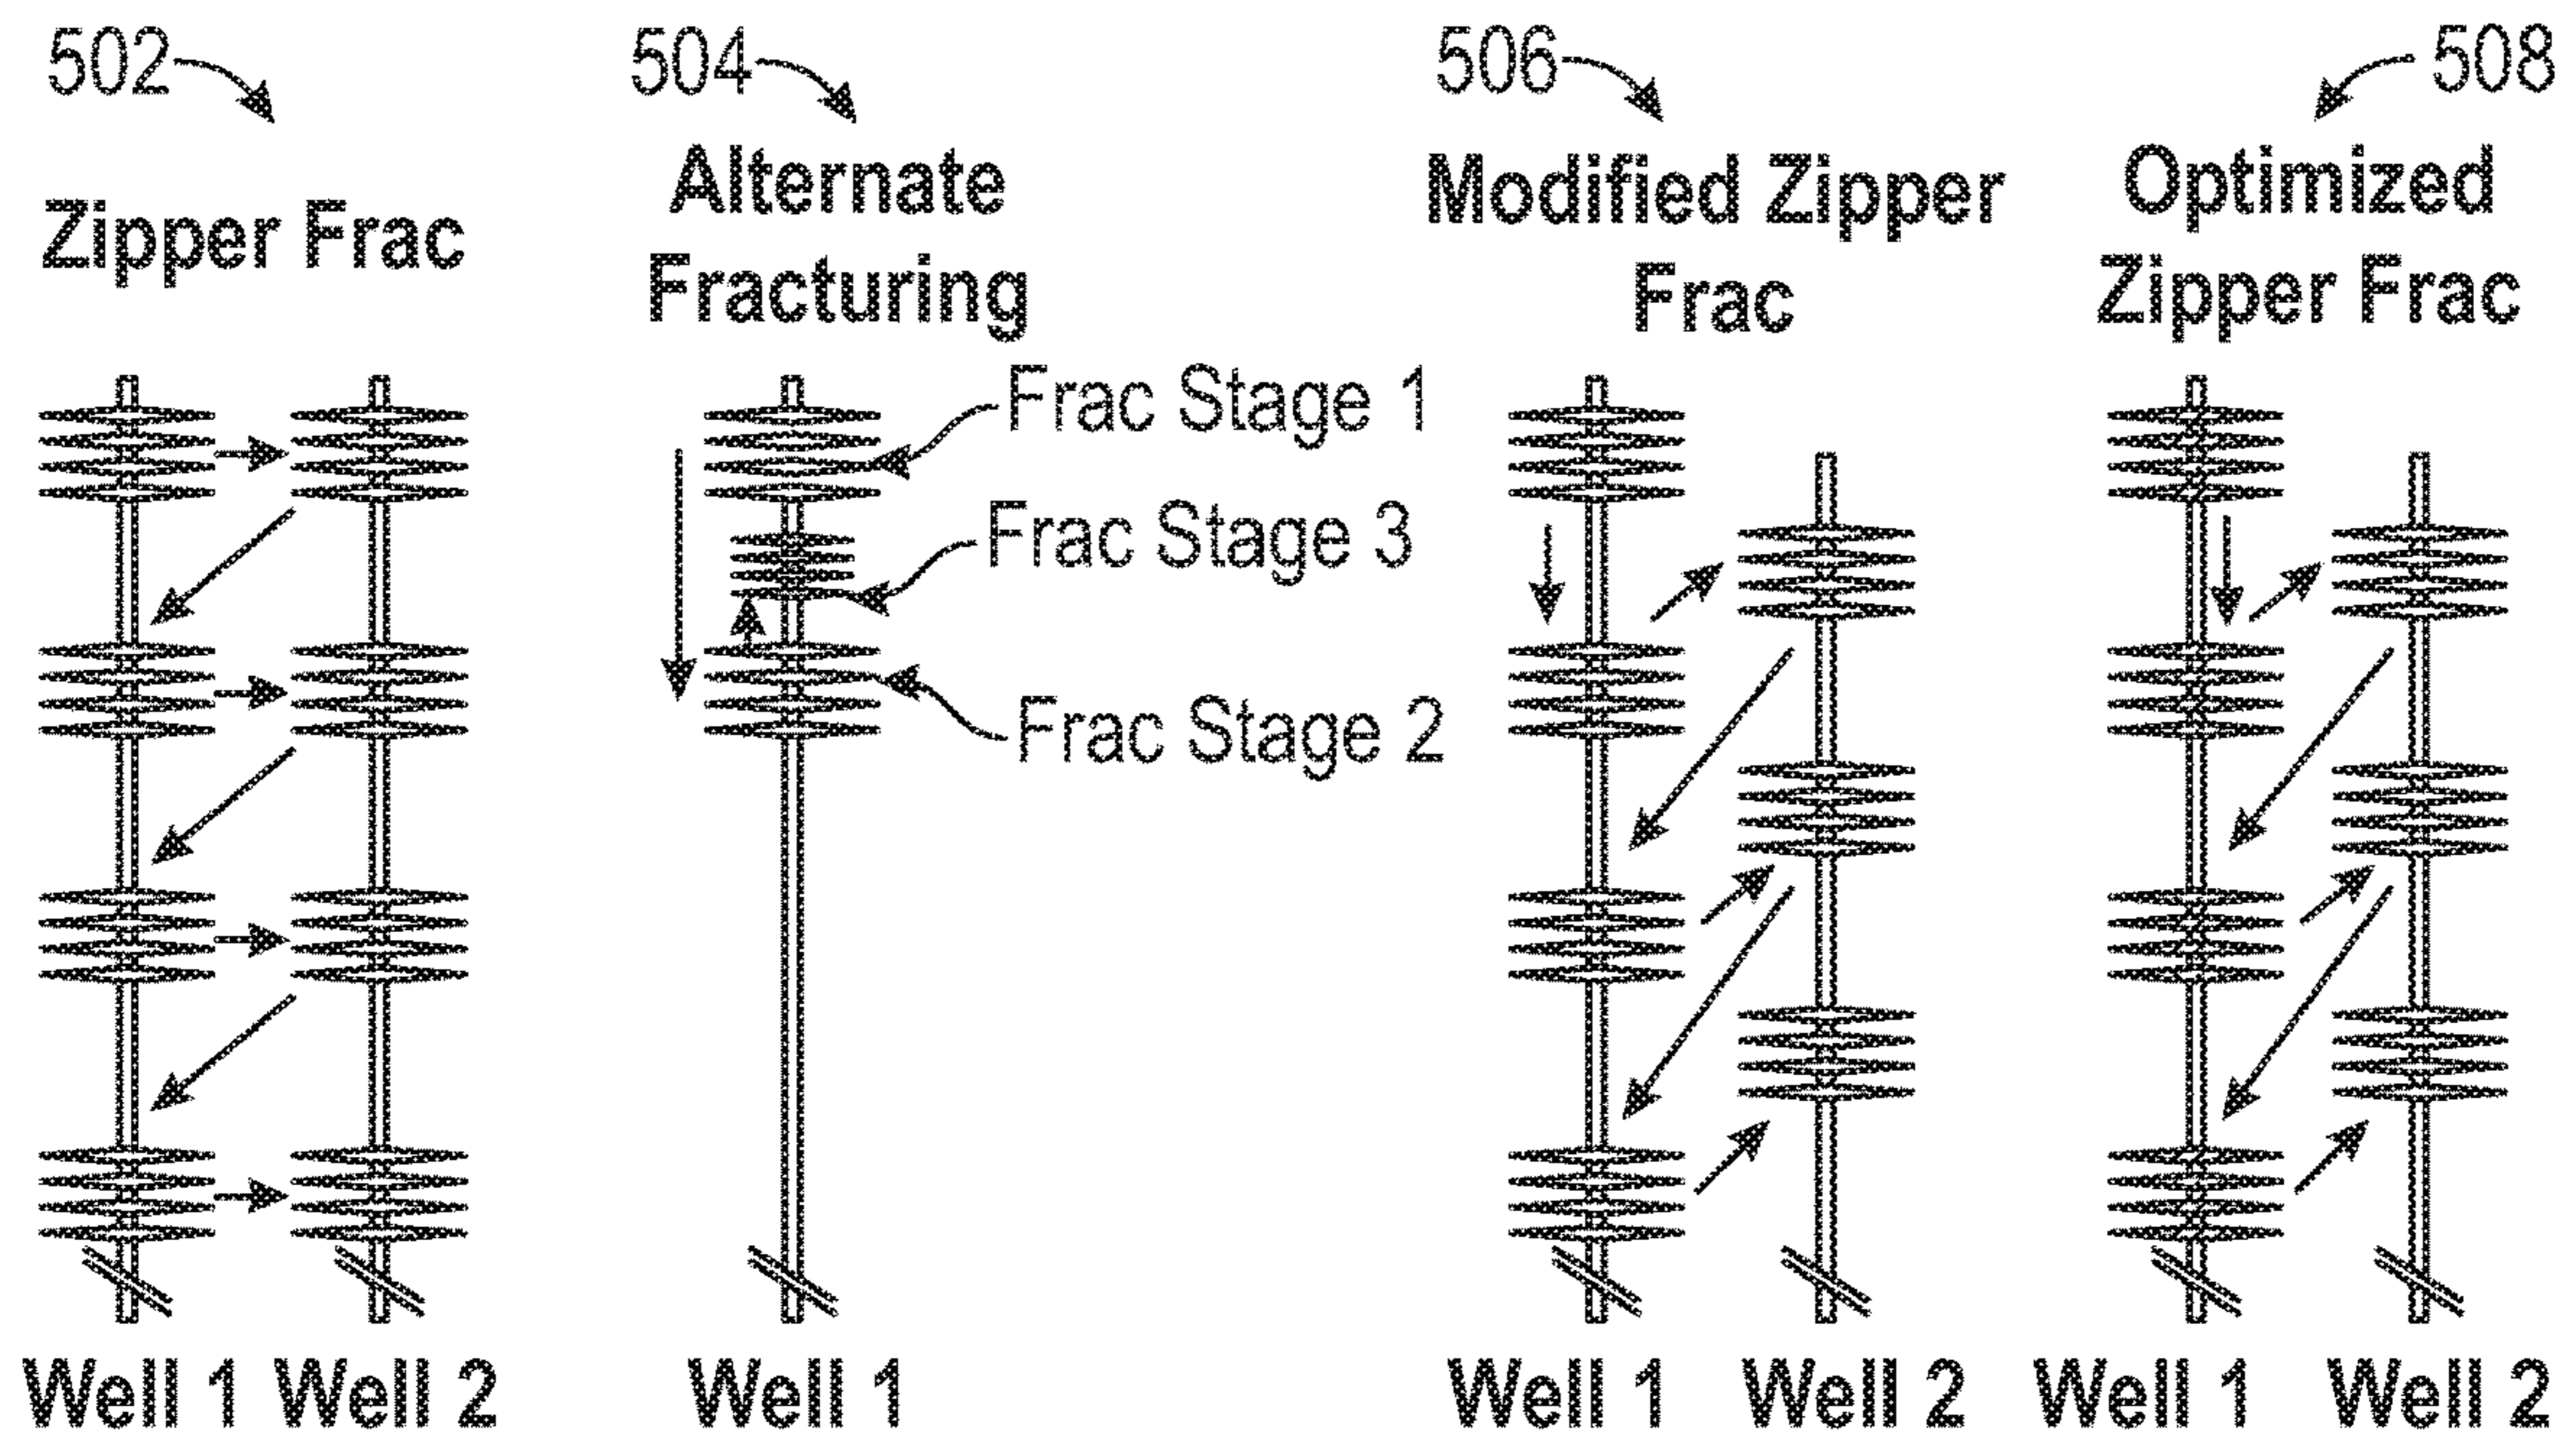 502
504
506
508
Zipper Frac
Alternate
Fracturing
Modified Zipper
Frac
Optimized
Zipper Frac
Frac Stage 1
Frac Stage 3
Frac Stage 2
Well 1
Well 2
Well 1
Well 1
Well 2
Well 1
Well 2